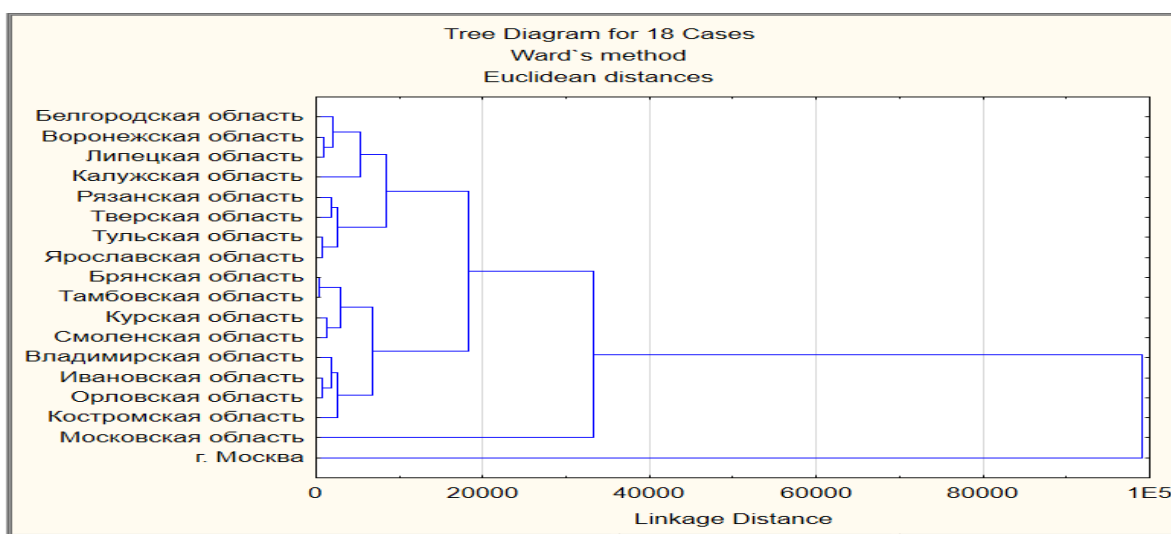 Tree Diagram for 18 Cases
Ward`s method
Euclidean distances
Белгородская область
Воронежская область
Липецкая область
Калужская область
Рязанская область
Тверская область
Тульская область
Ярославская область
Брянская область
Тамбовская область
Курская область
Смоленская область
Владимирская область
Ивановская область
Орловская область
Костромская область
Московская область
г. Москва
0 20000 40000 60000 80000 1E5
Linkage Distance